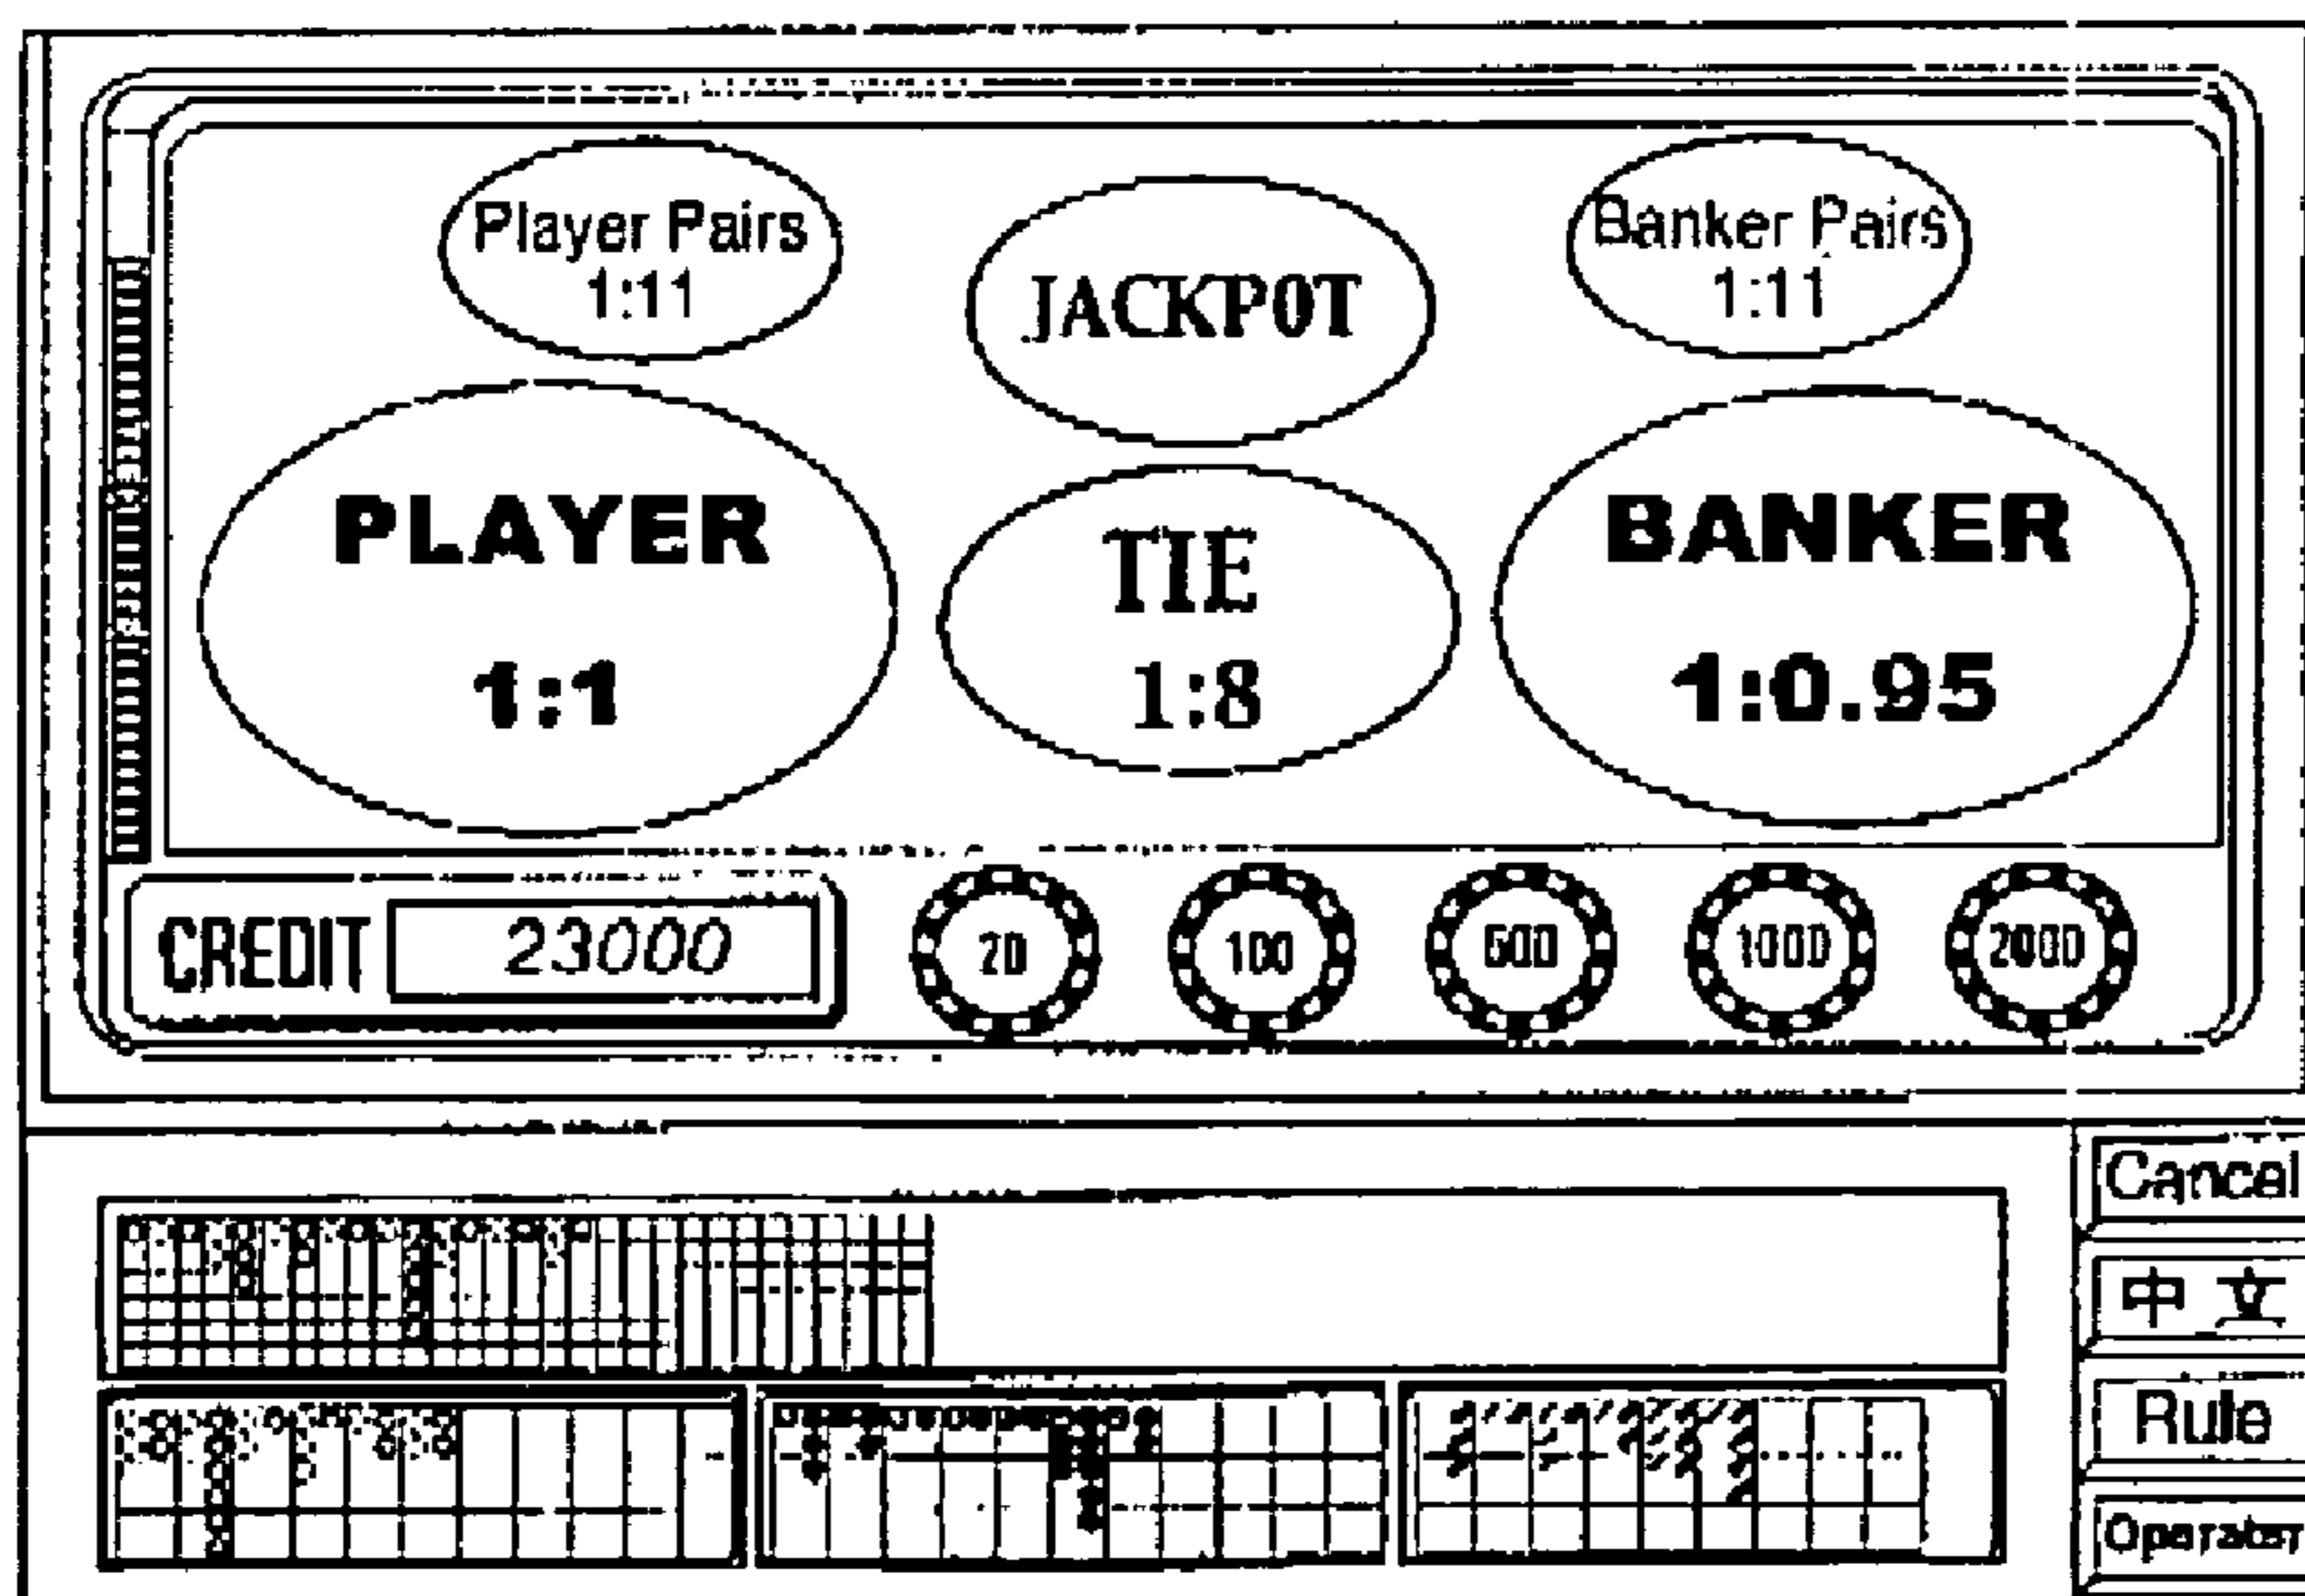 Player Pairs
1:11
JACKPOT
Banker Pairs
1:11
PLAYER
1:1
TIE
1:8
BANKER
1:0.95
CREDIT 23000
20
100
500
1000
2000
Cancel
中文
Rule
Operator